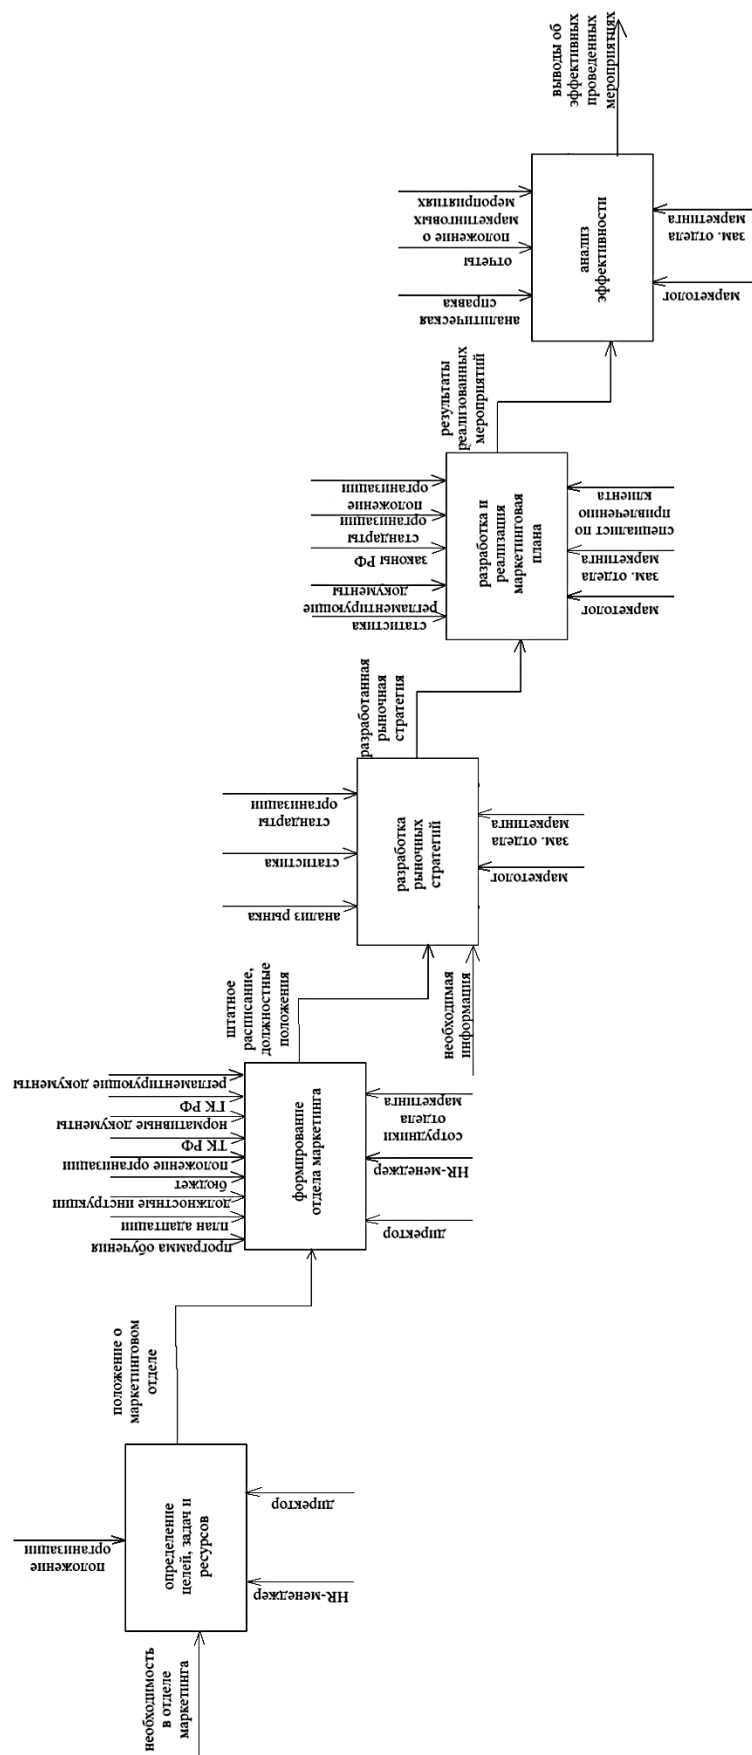 необходимость
в отделе
маркетинга
положение
организации
определение
целей, задач и
ресурсов
HR-менеджер
директор
положение о
маркетинговом
отделе
программа обучения
план адаптации
должностные инструкции
бюджет
положение организации
ТК РФ
нормативные документы
ГК РФ
регламентирующие документы
формирование
отдела маркетинга
директор
HR-менеджер
сотрудники
отдела
маркетинга
штатное
расписание,
должностные
положения
необходимая
информация
анализ рынка
статистика
стандарты
организации
разработка
рыночных
стратегий
маркетолог
зам. отдела
маркетинга
разработанная
рыночная
стратегия
статистика
регламентирующие
документы
законы РФ
стандарты
организации
положение
организации
разработка и
реализация
маркетинговая
плана
маркетолог
зам. отдела
маркетинга
специалист по
привлечению
клиента
результаты
реализованных
мероприятий
аналитическая
справка
отчеты
положение о
маркетинговых
мероприятиях
анализ
эффективности
маркетолог
зам. отдела
маркетинга
выводы об
эффективных
проведенных
мероприятцях